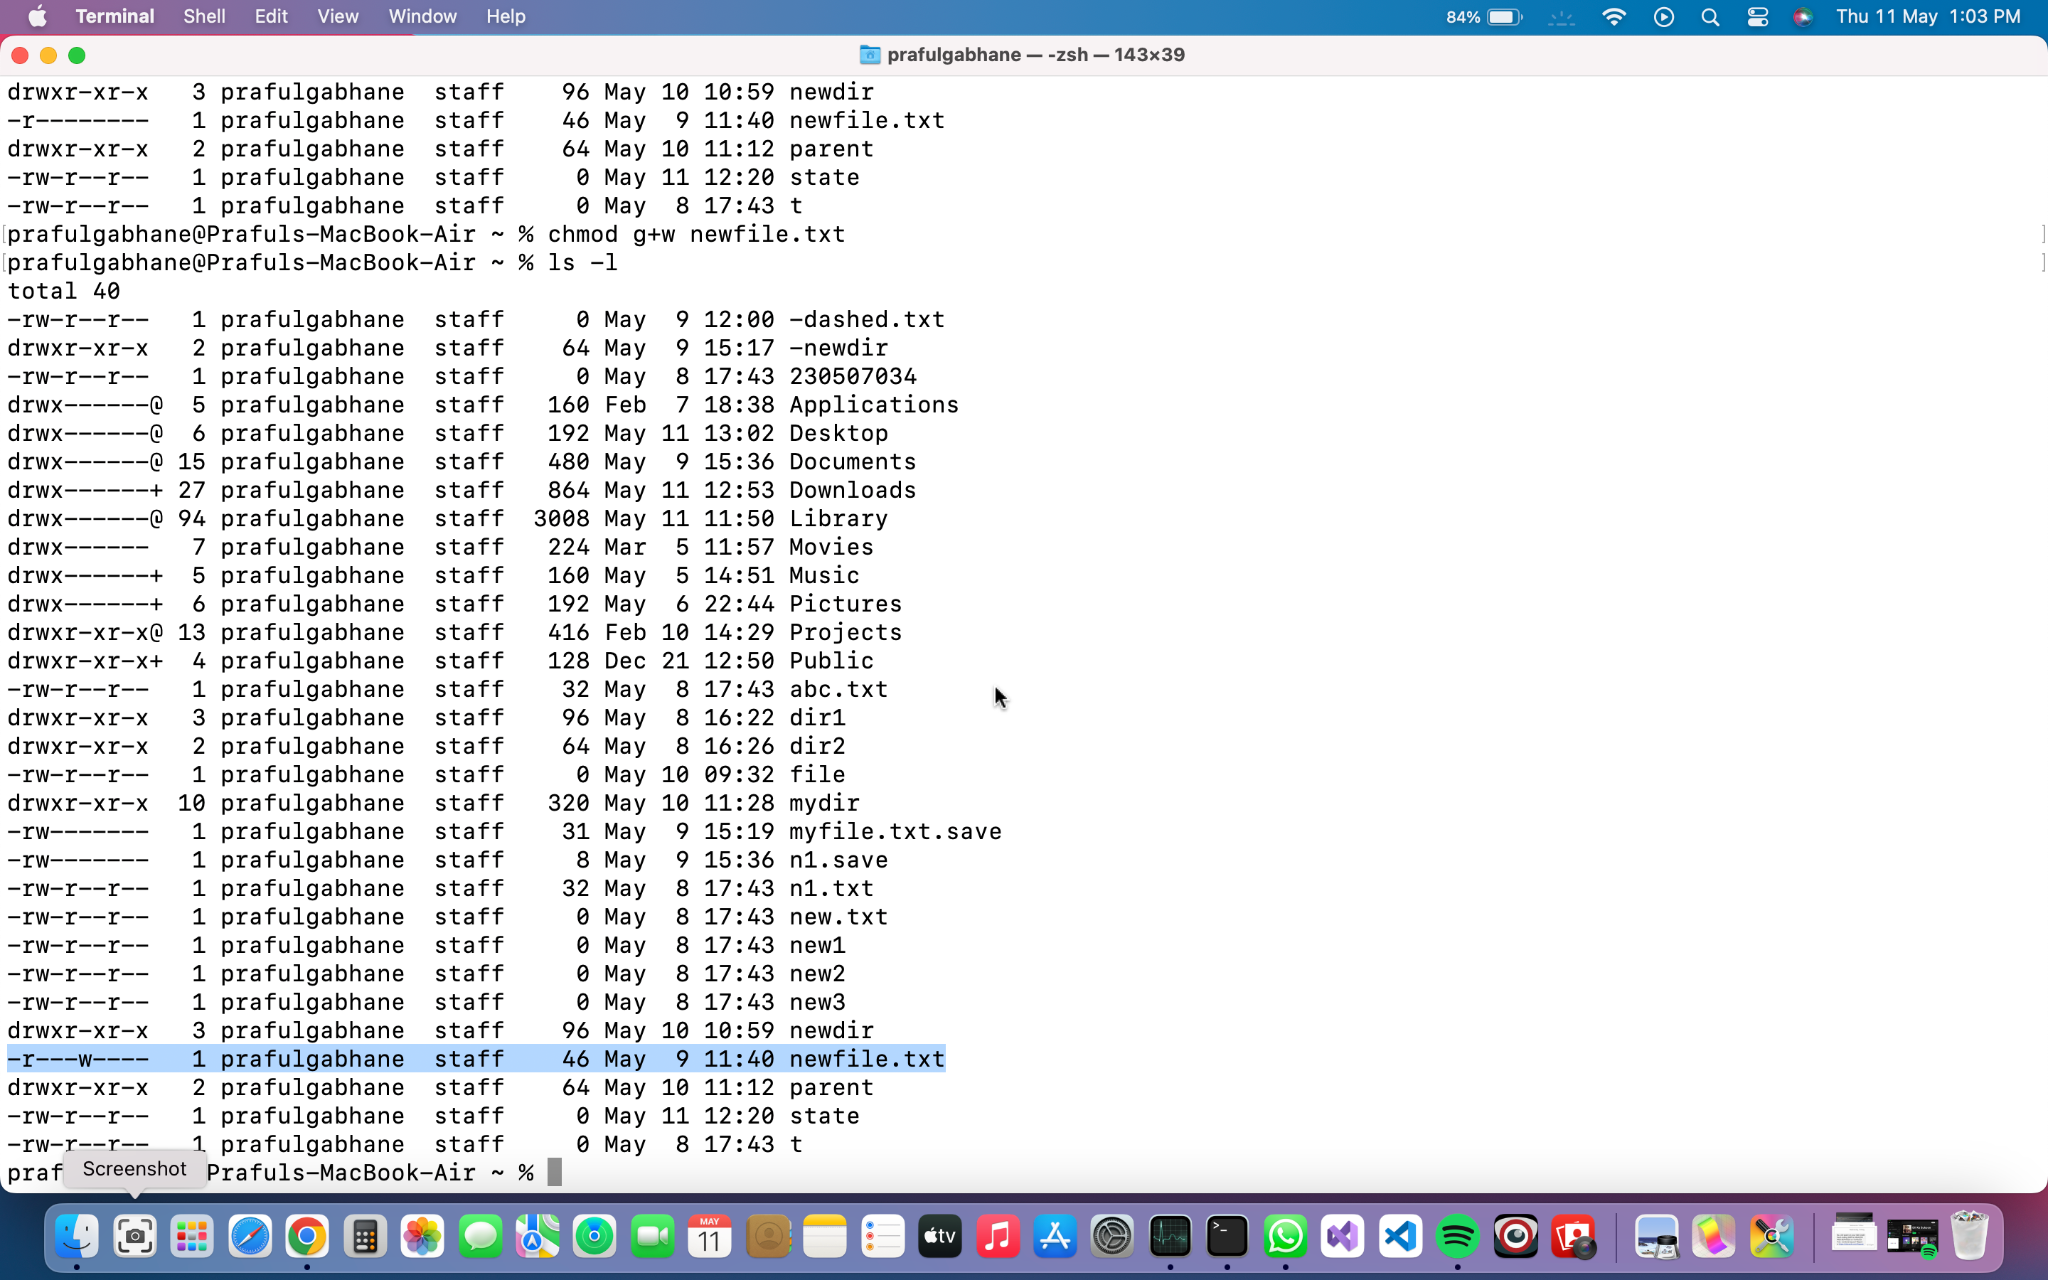 Terminal Shell Edit View Window Help 84% Thu 11 May 1:03 PM
prafulgabhane — -zsh — 143×39
drwxr-xr-x 3 prafulgabhane staff 96 May 10 10:59 newdir
-r-------- 1 prafulgabhane staff 46 May 9 11:40 newfile.txt
drwxr-xr-x 2 prafulgabhane staff 64 May 10 11:12 parent
-rw-r--r-- 1 prafulgabhane staff 0 May 11 12:20 state
-rw-r--r-- 1 prafulgabhane staff 0 May 8 17:43 t
[prafulgabhane@Prafuls-MacBook-Air ~ % chmod g+w newfile.txt ]
[prafulgabhane@Prafuls-MacBook-Air ~ % ls -l ]
total 40
-rw-r--r-- 1 prafulgabhane staff 0 May 9 12:00 -dashed.txt
drwxr-xr-x 2 prafulgabhane staff 64 May 9 15:17 -newdir
-rw-r--r-- 1 prafulgabhane staff 0 May 8 17:43 230507034
drwx------@ 5 prafulgabhane staff 160 Feb 7 18:38 Applications
drwx------@ 6 prafulgabhane staff 192 May 11 13:02 Desktop
drwx------@ 15 prafulgabhane staff 480 May 9 15:36 Documents
drwx------+ 27 prafulgabhane staff 864 May 11 12:53 Downloads
drwx------@ 94 prafulgabhane staff 3008 May 11 11:50 Library
drwx------ 7 prafulgabhane staff 224 Mar 5 11:57 Movies
drwx------+ 5 prafulgabhane staff 160 May 5 14:51 Music
drwx------+ 6 prafulgabhane staff 192 May 6 22:44 Pictures
drwxr-xr-x@ 13 prafulgabhane staff 416 Feb 10 14:29 Projects
drwxr-xr-x+ 4 prafulgabhane staff 128 Dec 21 12:50 Public
-rw-r--r-- 1 prafulgabhane staff 32 May 8 17:43 abc.txt
drwxr-xr-x 3 prafulgabhane staff 96 May 8 16:22 dir1
drwxr-xr-x 2 prafulgabhane staff 64 May 8 16:26 dir2
-rw-r--r-- 1 prafulgabhane staff 0 May 10 09:32 file
drwxr-xr-x 10 prafulgabhane staff 320 May 10 11:28 mydir
-rw------- 1 prafulgabhane staff 31 May 9 15:19 myfile.txt.save
-rw------- 1 prafulgabhane staff 8 May 9 15:36 n1.save
-rw-r--r-- 1 prafulgabhane staff 32 May 8 17:43 n1.txt
-rw-r--r-- 1 prafulgabhane staff 0 May 8 17:43 new.txt
-rw-r--r-- 1 prafulgabhane staff 0 May 8 17:43 new1
-rw-r--r-- 1 prafulgabhane staff 0 May 8 17:43 new2
-rw-r--r-- 1 prafulgabhane staff 0 May 8 17:43 new3
drwxr-xr-x 3 prafulgabhane staff 96 May 10 10:59 newdir
-r---w---- 1 prafulgabhane staff 46 May 9 11:40 newfile.txt
drwxr-xr-x 2 prafulgabhane staff 64 May 10 11:12 parent
-rw-r--r-- 1 prafulgabhane staff 0 May 11 12:20 state
-rw-r--r-- 1 prafulgabhane staff 0 May 8 17:43 t
praf Prafuls-MacBook-Air ~ %
Screenshot
MAY
11
tv